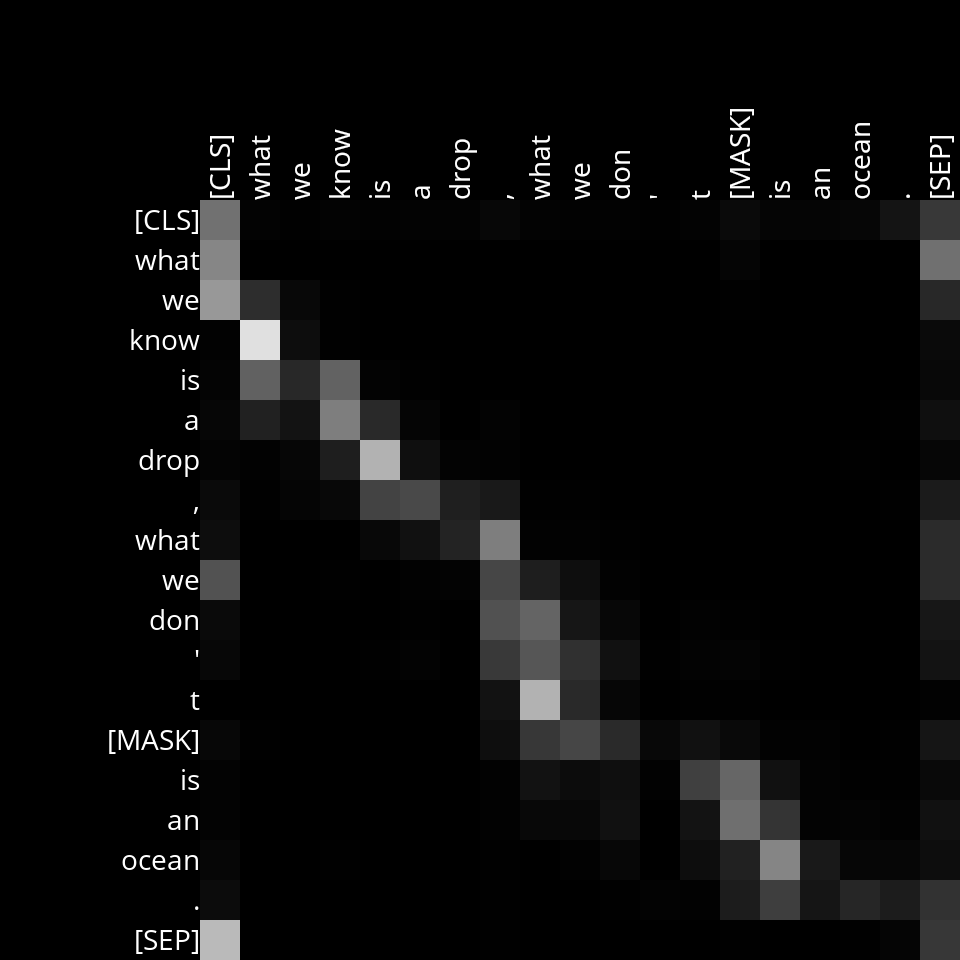 [CLS] what we know is a drop , what we don ' t [MASK] is an ocean . [SEP]
[CLS]
what
we
know
is
a
drop
,
what
we
don
'
t
[MASK]
is
an
ocean
.
[SEP]